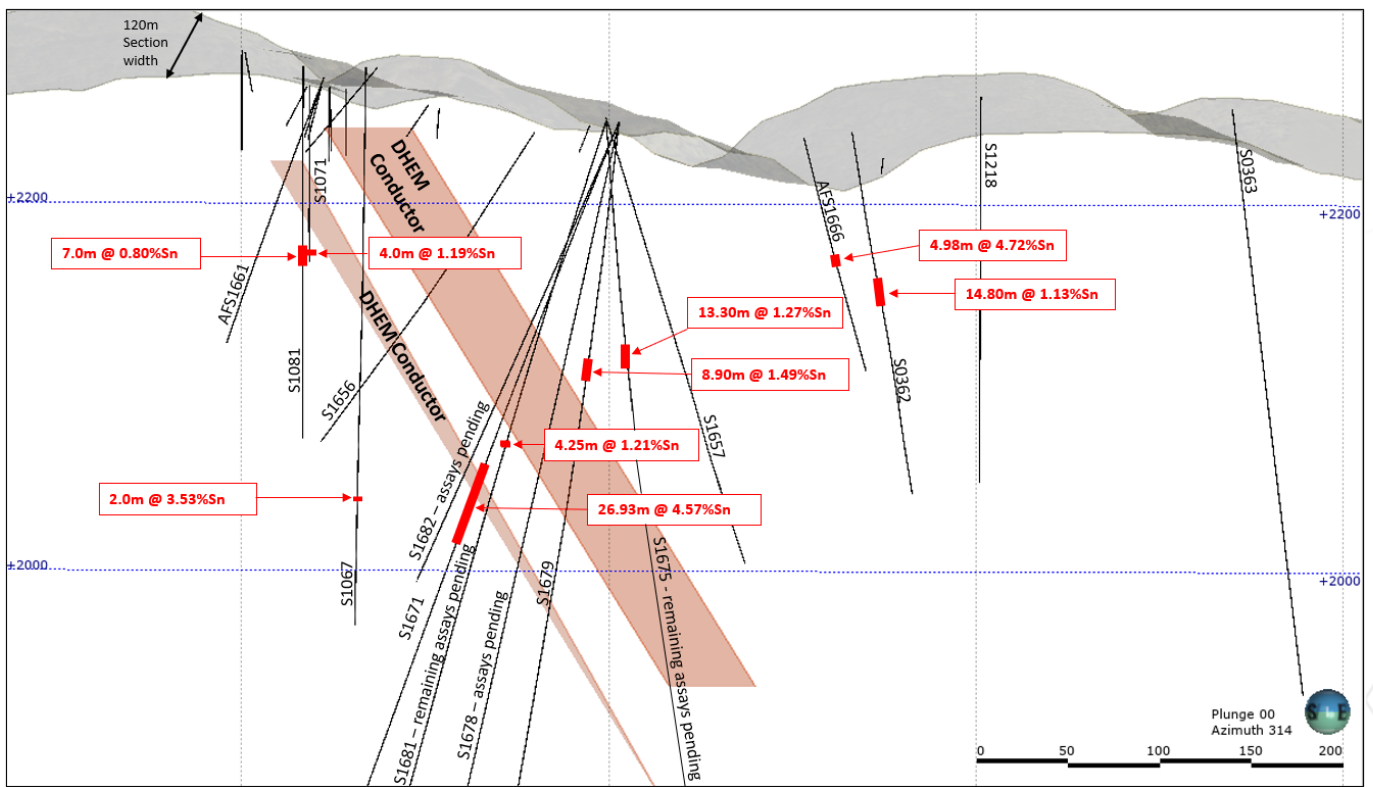 120m
Section
width
DHEM
Conductor
S1071
+2200
+2200
AFS1666
S1218
S0363
7.0m @ 0.80%Sn
4.0m @ 1.19%Sn
4.98m @ 4.72%Sn
AFS1661
DHEM Conductor
14.80m @ 1.13%Sn
13.30m @ 1.27%Sn
S1081
8.90m @ 1.49%Sn
S1656
S0362
S1682 – assays pending
4.25m @ 1.21%Sn
S1657
2.0m @ 3.53%Sn
26.93m @ 4.57%Sn
+2000
+2000
S1067
S1671
S1679
S1675 - remaining assays pending
S1681 – remaining assays pending
S1678 – assays pending
Plunge 00
Azimuth 314
S E
0 50 100 150 200